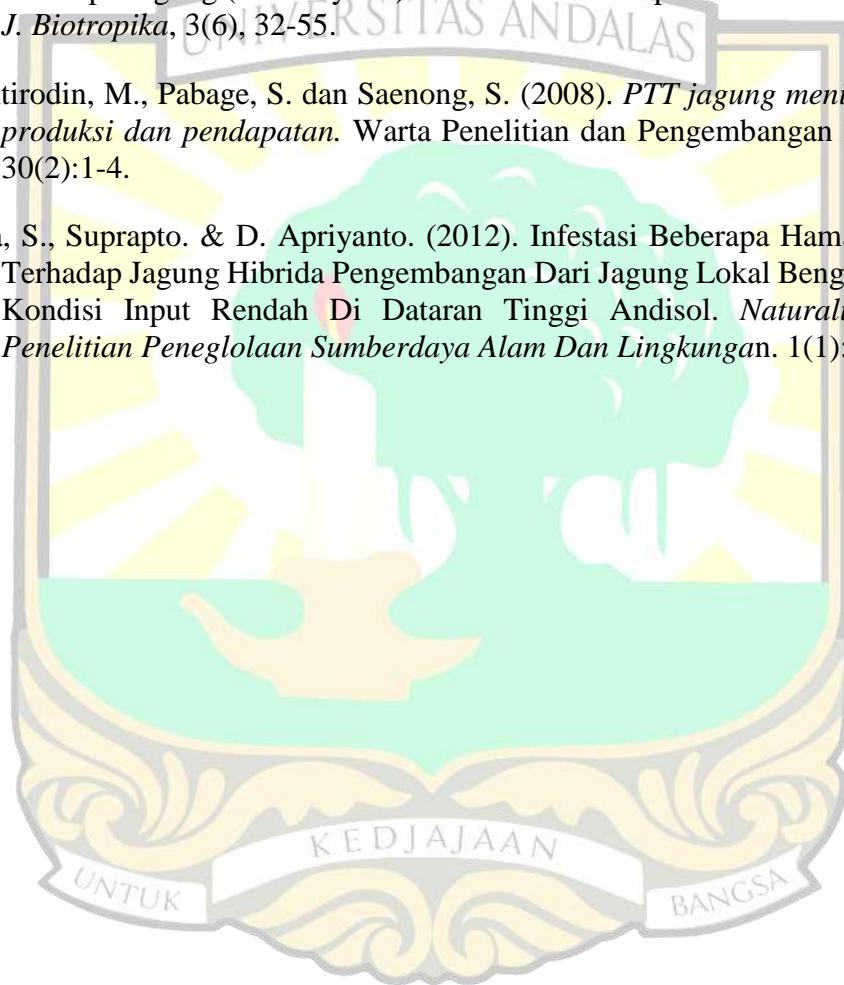 J. Biotropika, 3(6), 32-55.
UNIVERSITAS ANDALAS
tirodin, M., Pabage, S. dan Saenong, S. (2008). PTT jagung meni
produksi dan pendapatan. Warta Penelitian dan Pengembangan
30(2):1-4.
, S., Suprapto. & D. Apriyanto. (2012). Infestasi Beberapa Hama
Terhadap Jagung Hibrida Pengembangan Dari Jagung Lokal Beng
Kondisi Input Rendah Di Dataran Tinggi Andisol. Natural
Penelitian Peneglolaan Sumberdaya Alam Dan Lingkungan. 1(1):
KEDJAJAAN
UNTUK
BANGSA